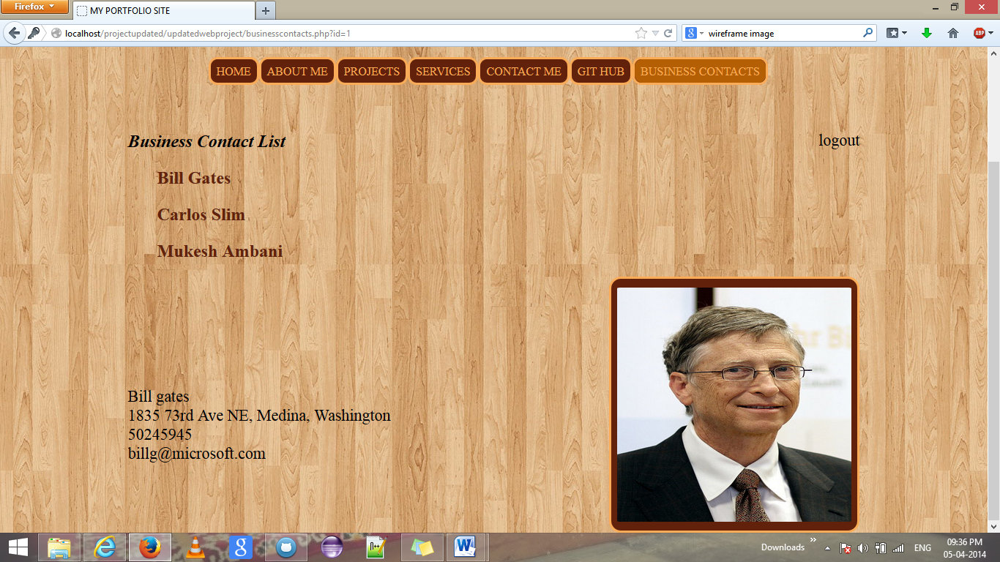 Firefox
MY PORTFOLIO SITE
localhost/projectupdated/updatedwebproject/businesscontacts.php?id=1
wireframe image
ABP
HOME ABOUT ME PROJECTS SERVICES CONTACT ME GIT HUB BUSINESS CONTACTS
Business Contact List
logout
Bill Gates
Carlos Slim
Mukesh Ambani
Bill gates
1835 73rd Ave NE, Medina, Washington
50245945
billg@microsoft.com
Downloads
ENG
09:36 PM
05-04-2014